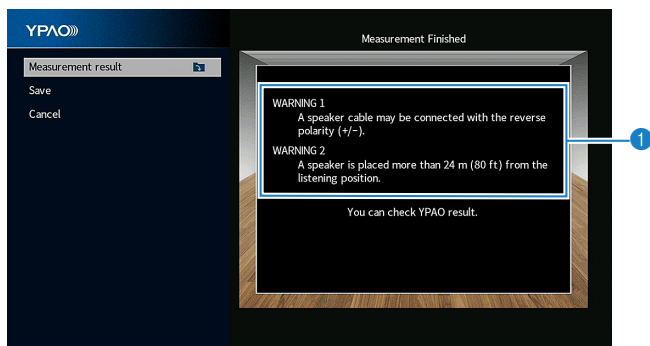 YPAO
Measurement Finished
Measurement result
Save
Cancel
WARNING 1
A speaker cable may be connected with the reverse
polarity (+/-).
WARNING 2
A speaker is placed more than 24 m (80 ft) from the
listening position.
You can check YPAO result.
1